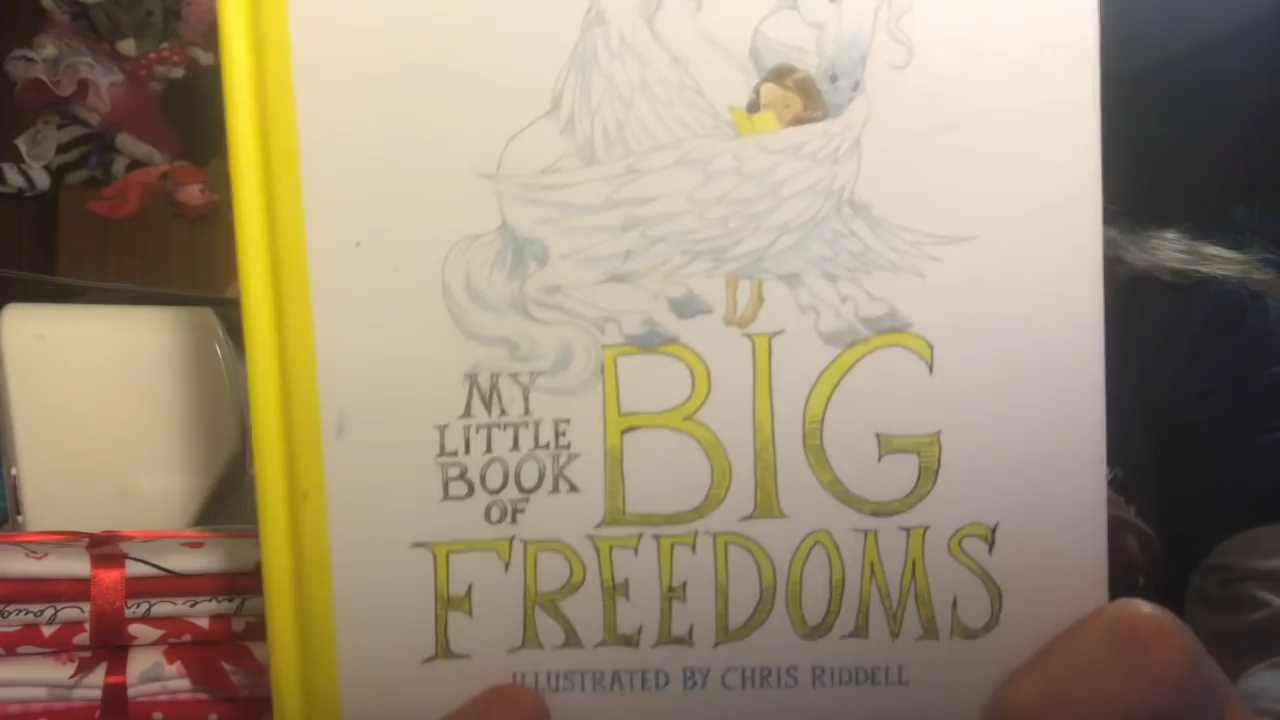 MY
LITTLE
BOOK
OF
BIG
FREEDOMS
ILLUSTRATED BY CHRIS RIDDELL